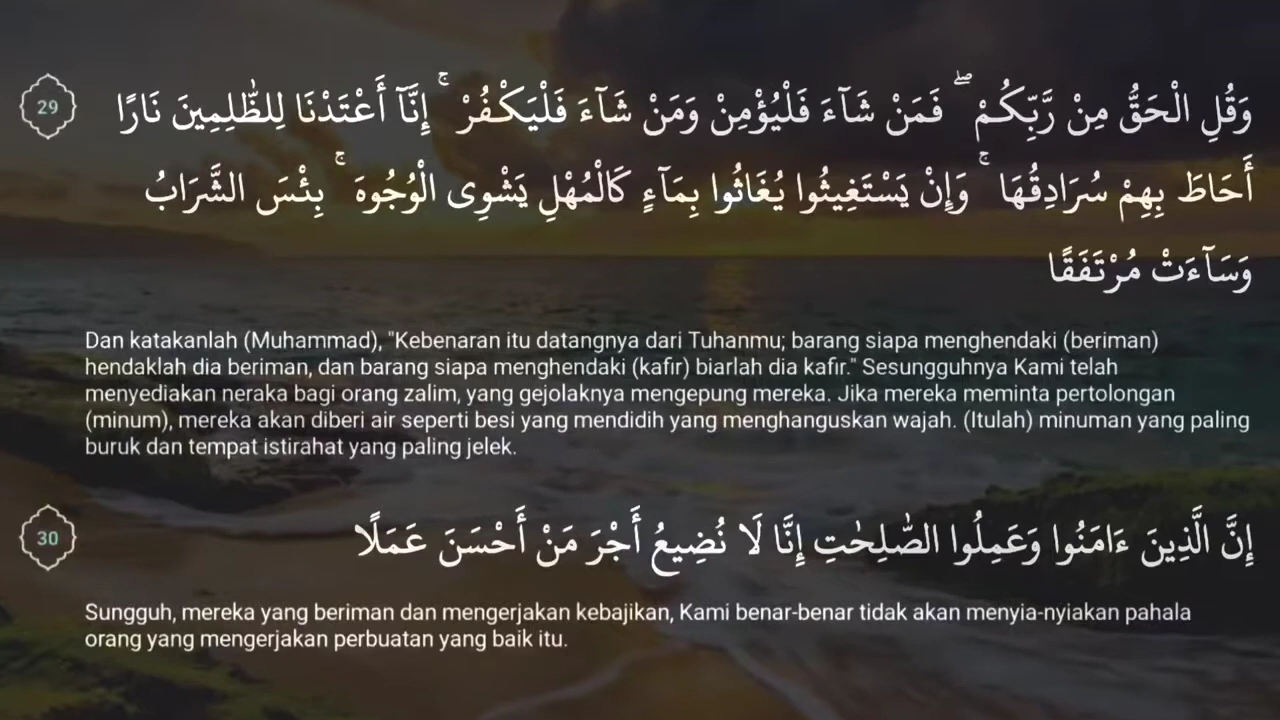 29
وَقُلِ الْحَقُّ مِنْ رَّبِّكُمْ ۖ فَمَنْ شَآءَ فَلْيُؤْمِنْ وَمَنْ شَآءَ فَلْيَكْفُرْ ۚ إِنَّآ أَعْتَدْنَا لِلظّٰلِمِينَ نَارًا
أَحَاطَ بِهِمْ سُرَادِقُهَا ۚ وَإِنْ يَسْتَغِيثُوا يُغَاثُوا بِمَآءٍ كَالْمُهْلِ يَشْوِى الْوُجُوهَ ۚ بِئْسَ الشَّرَابُ
وَسَآءَتْ مُرْتَفَقًا
Dan katakanlah (Muhammad), "Kebenaran itu datangnya dari Tuhanmu; barang siapa menghendaki (beriman)
hendaklah dia beriman, dan barang siapa menghendaki (kafir) biarlah dia kafir." Sesungguhnya Kami telah
menyediakan neraka bagi orang zalim, yang gejolaknya mengepung mereka. Jika mereka meminta pertolongan
(minum), mereka akan diberi air seperti besi yang mendidih yang menghanguskan wajah. (Itulah) minuman yang paling
buruk dan tempat istirahat yang paling jelek.
30
إِنَّ الَّذِينَ ءَامَنُوا وَعَمِلُوا الصّٰلِحٰتِ إِنَّا لَا نُضِيعُ أَجْرَ مَنْ أَحْسَنَ عَمَلًا
Sungguh, mereka yang beriman dan mengerjakan kebajikan, Kami benar-benar tidak akan menyia-nyiakan pahala
orang yang mengerjakan perbuatan yang baik itu.